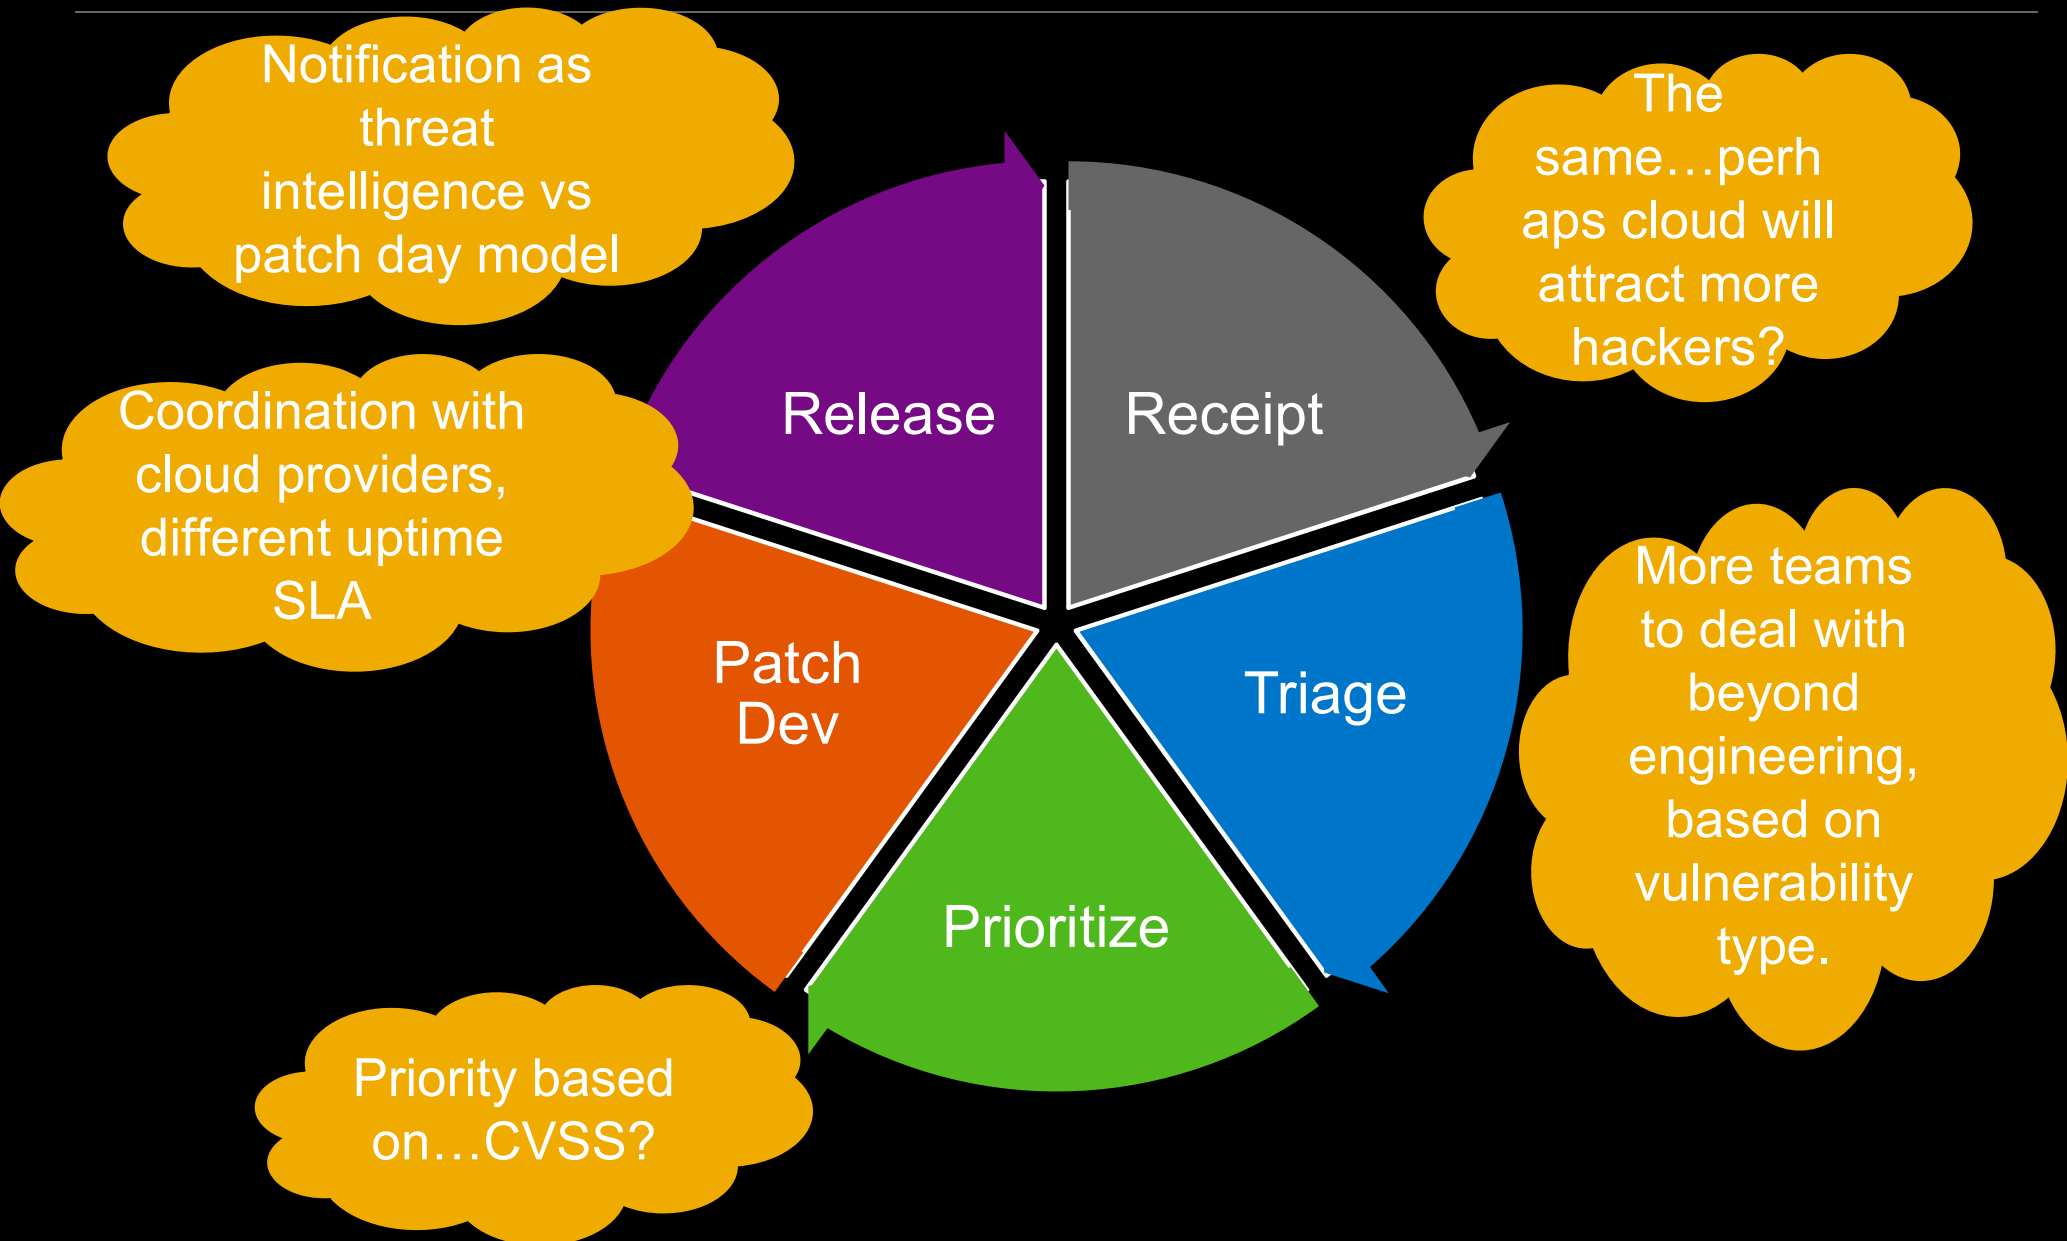 Notification as
threat
intelligence vs
patch day model
The
same…perh
aps cloud will
attract more
hackers?
Release
Receipt
Coordination with
cloud providers,
different uptime
SLA
More teams
to deal with
beyond
engineering,
based on
vulnerability
type.
Patch
Dev
Triage
Prioritize
Priority based
on…CVSS?